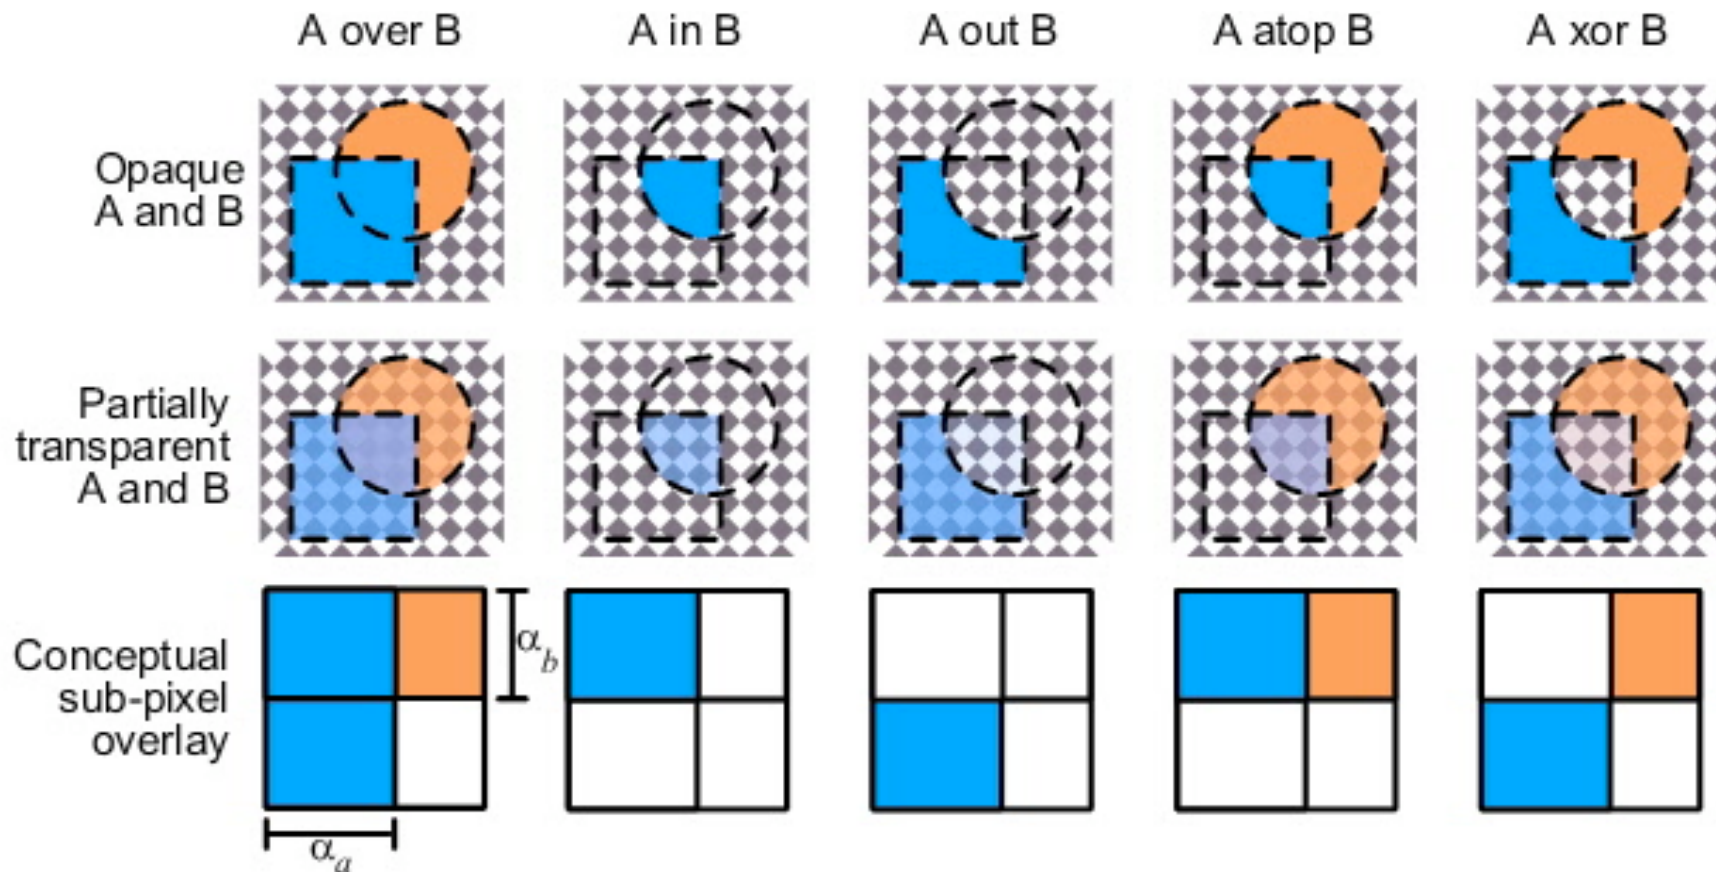 A over B
A in B
A out B
A atop B
A xor B
Opaque
A and B
Partially
transparent
A and B
Conceptual
sub-pixel
overlay
αb
αa